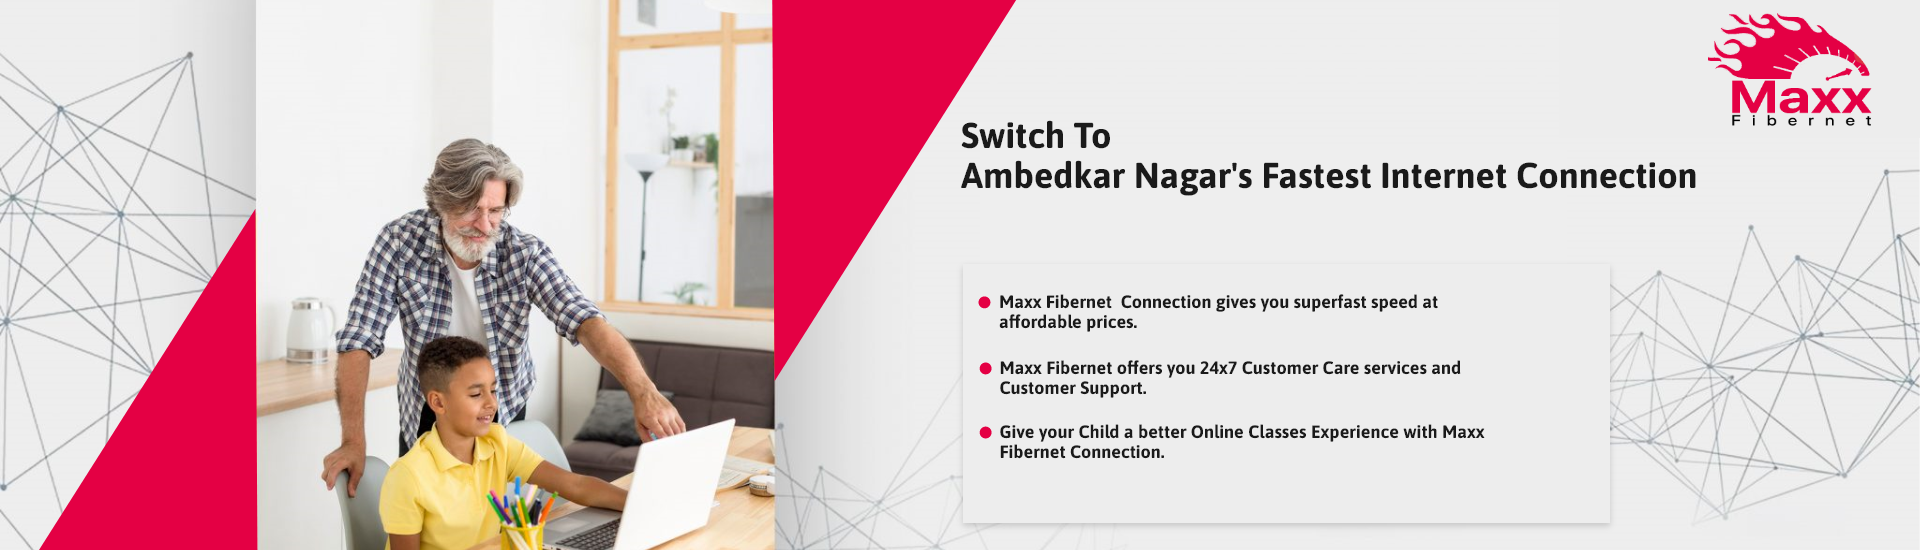 Maxx
Fibernet
Switch To
Ambedkar Nagar's Fastest Internet Connection
Maxx Fibernet  Connection gives you superfast speed at
affordable prices.
Maxx Fibernet offers you 24x7 Customer Care services and
Customer Support.
Give your Child a better Online Classes Experience with Maxx
Fibernet Connection.